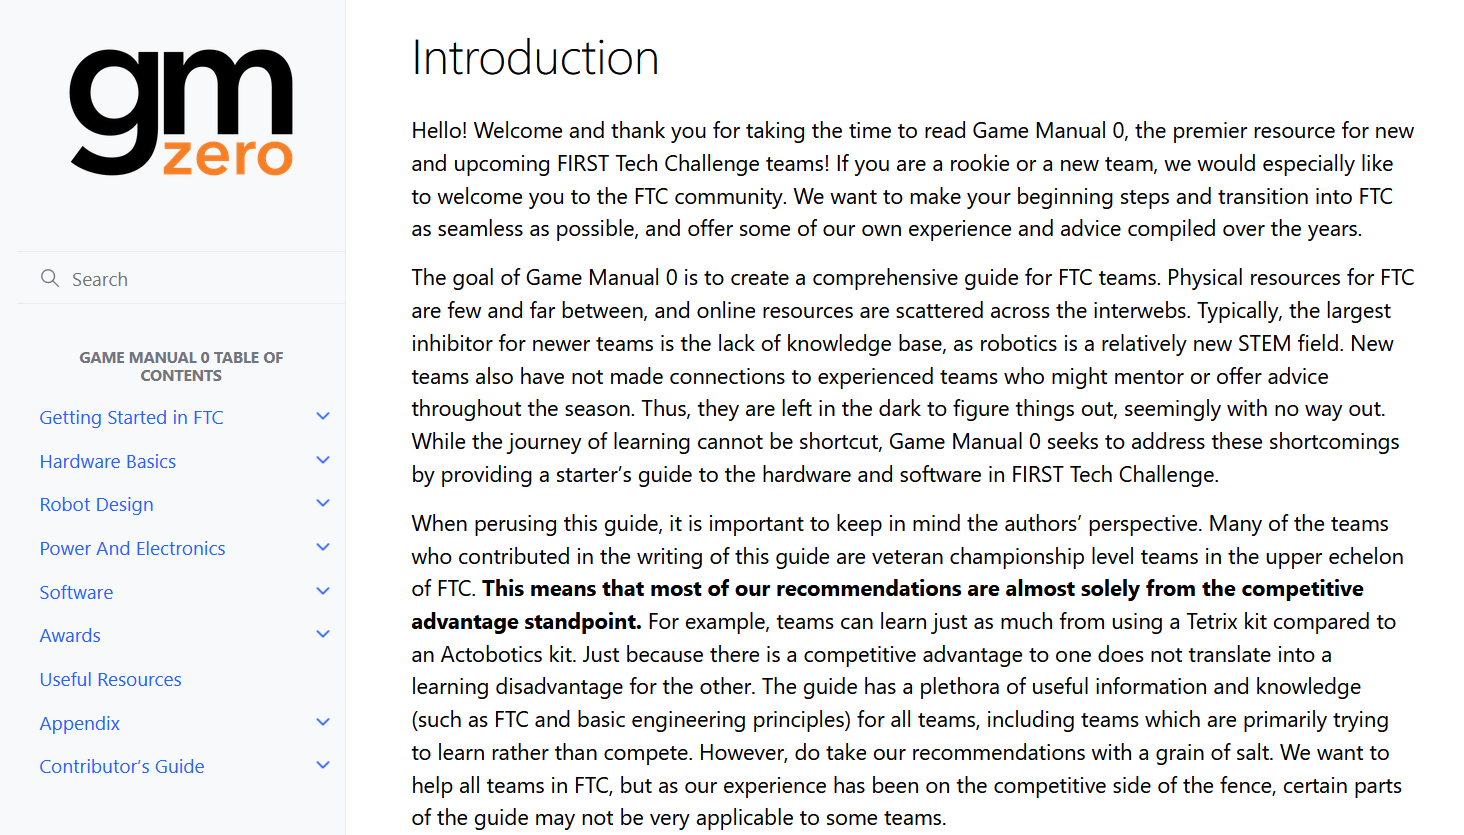 gm
zero
Search
GAME MANUAL 0 TABLE OF
CONTENTS
Getting Started in FTC
Hardware Basics
Robot Design
Power And Electronics
Software
Awards
Useful Resources
Appendix
Contributor’s Guide
Introduction
Hello! Welcome and thank you for taking the time to read Game Manual 0, the premier resource for new
and upcoming FIRST Tech Challenge teams! If you are a rookie or a new team, we would especially like
to welcome you to the FTC community. We want to make your beginning steps and transition into FTC
as seamless as possible, and offer some of our own experience and advice compiled over the years.
The goal of Game Manual 0 is to create a comprehensive guide for FTC teams. Physical resources for FTC
are few and far between, and online resources are scattered across the interwebs. Typically, the largest
inhibitor for newer teams is the lack of knowledge base, as robotics is a relatively new STEM field. New
teams also have not made connections to experienced teams who might mentor or offer advice
throughout the season. Thus, they are left in the dark to figure things out, seemingly with no way out.
While the journey of learning cannot be shortcut, Game Manual 0 seeks to address these shortcomings
by providing a starter’s guide to the hardware and software in FIRST Tech Challenge.
When perusing this guide, it is important to keep in mind the authors’ perspective. Many of the teams
who contributed in the writing of this guide are veteran championship level teams in the upper echelon
of FTC. This means that most of our recommendations are almost solely from the competitive
advantage standpoint. For example, teams can learn just as much from using a Tetrix kit compared to
an Actobotics kit. Just because there is a competitive advantage to one does not translate into a
learning disadvantage for the other. The guide has a plethora of useful information and knowledge
(such as FTC and basic engineering principles) for all teams, including teams which are primarily trying
to learn rather than compete. However, do take our recommendations with a grain of salt. We want to
help all teams in FTC, but as our experience has been on the competitive side of the fence, certain parts
of the guide may not be very applicable to some teams.